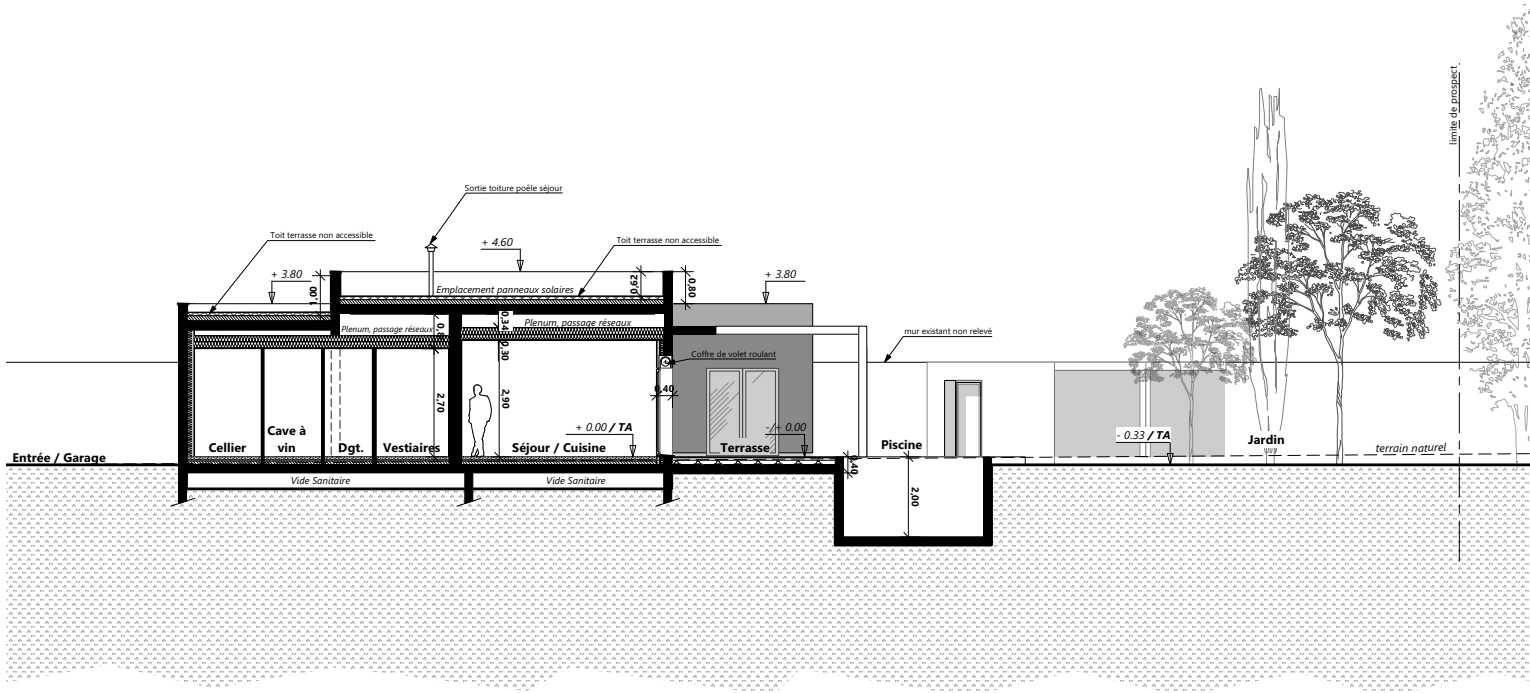 limite de prospect
Sortie toiture poêle séjour
Toit terrasse non accessible
+ 4.60
Toit terrasse non accessible
+ 3.80
1,00
Emplacement panneaux solaires
0,62
0,80
+ 3.80
Plenum, passage réseaux
0,34
Plenum, passage réseaux
0,30
mur existant non relevé
Coffre de volet roulant
2,70
2,90
0,40
+ 0.00 / TA
-/+ 0.00
- 0.33 / TA
Entrée / Garage
Cellier
Cave à
vin
Dgt.
Vestiaires
Séjour / Cuisine
Terrasse
Piscine
Jardin
terrain naturel
0,40
Vide Sanitaire
Vide Sanitaire
2,00